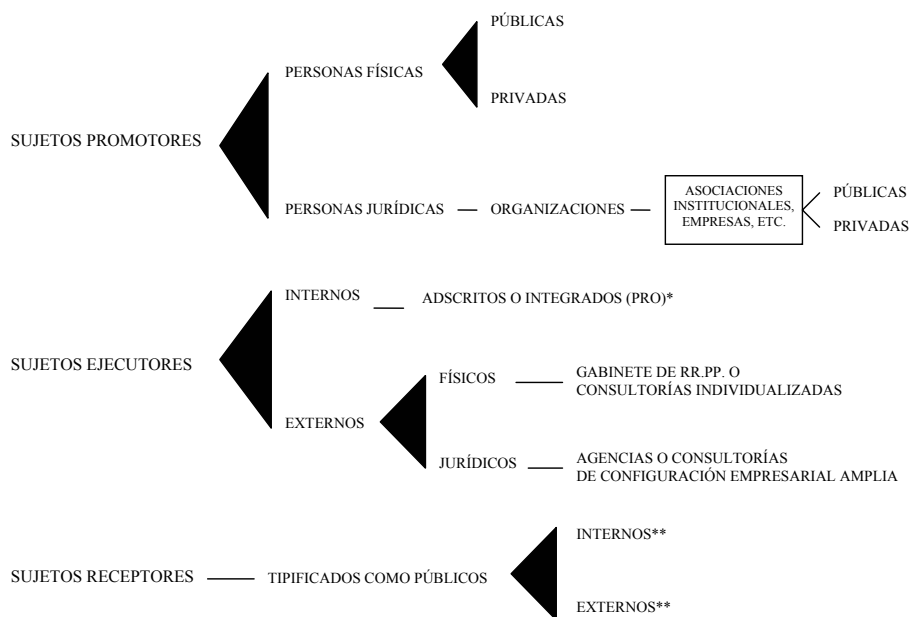 SUJETOS PROMOTORES
PERSONAS FÍSICAS
PÚBLICAS
PRIVADAS
PERSONAS JURÍDICAS
ORGANIZACIONES
ASOCIACIONES
INSTITUCIONALES,
EMPRESAS, ETC.
PÚBLICAS
PRIVADAS
SUJETOS EJECUTORES
INTERNOS
ADSCRITOS O INTEGRADOS (PRO)*
EXTERNOS
FÍSICOS
GABINETE DE RR.PP. O
CONSULTORÍAS INDIVIDUALIZADAS
JURÍDICOS
AGENCIAS O CONSULTORÍAS
DE CONFIGURACIÓN EMPRESARIAL AMPLIA
SUJETOS RECEPTORES
TIPIFICADOS COMO PÚBLICOS
INTERNOS**
EXTERNOS**